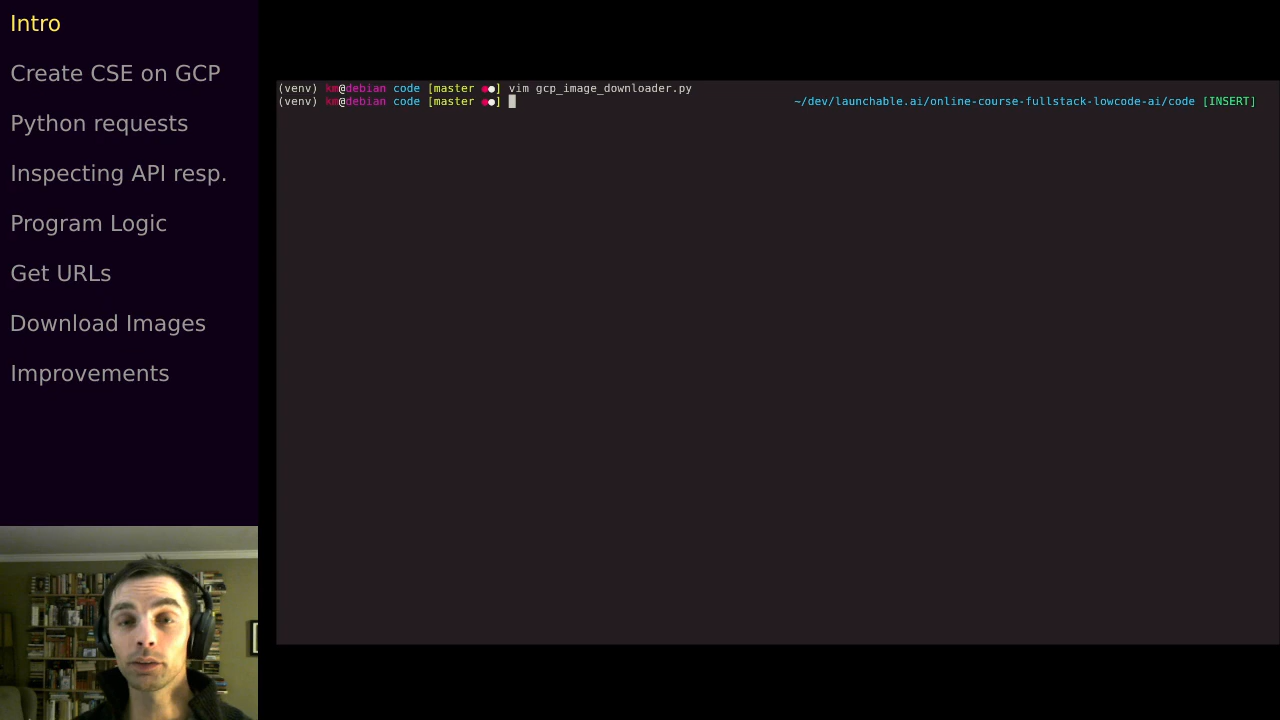 Intro
Create CSE on GCP
Python requests
Inspecting API resp.
Program Logic
Get URLs
Download Images
Improvements
(venv) km@debian code [master ●●] vim gcp_image_downloader.py
(venv) km@debian code [master ●●] ~/dev/launchable.ai/online-course-fullstack-lowcode-ai/code [INSERT]